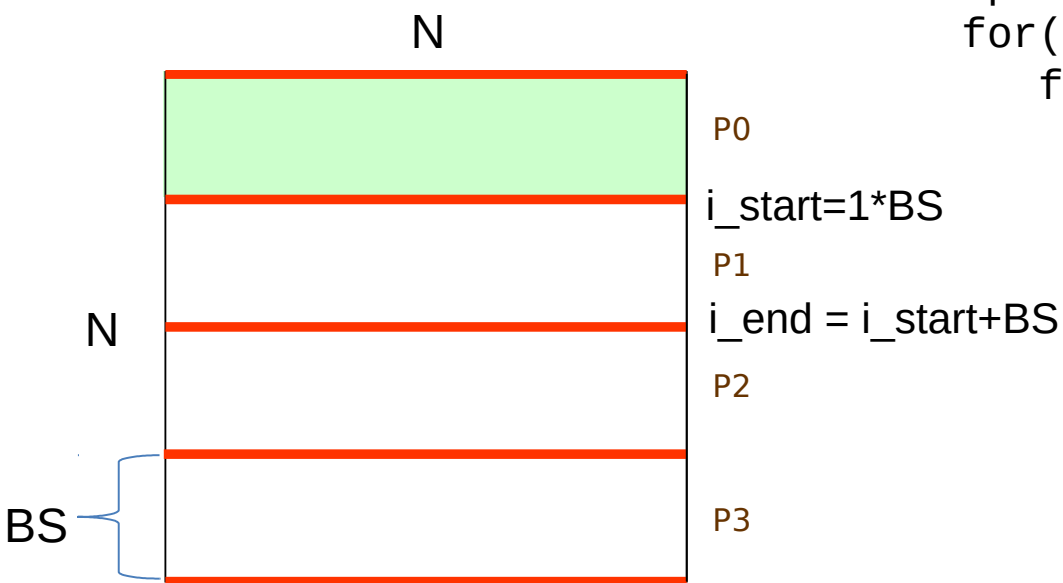 N
for(
f
P0
i_start=1*BS
P1
i_end = i_start+BS
N
P2
BS
P3